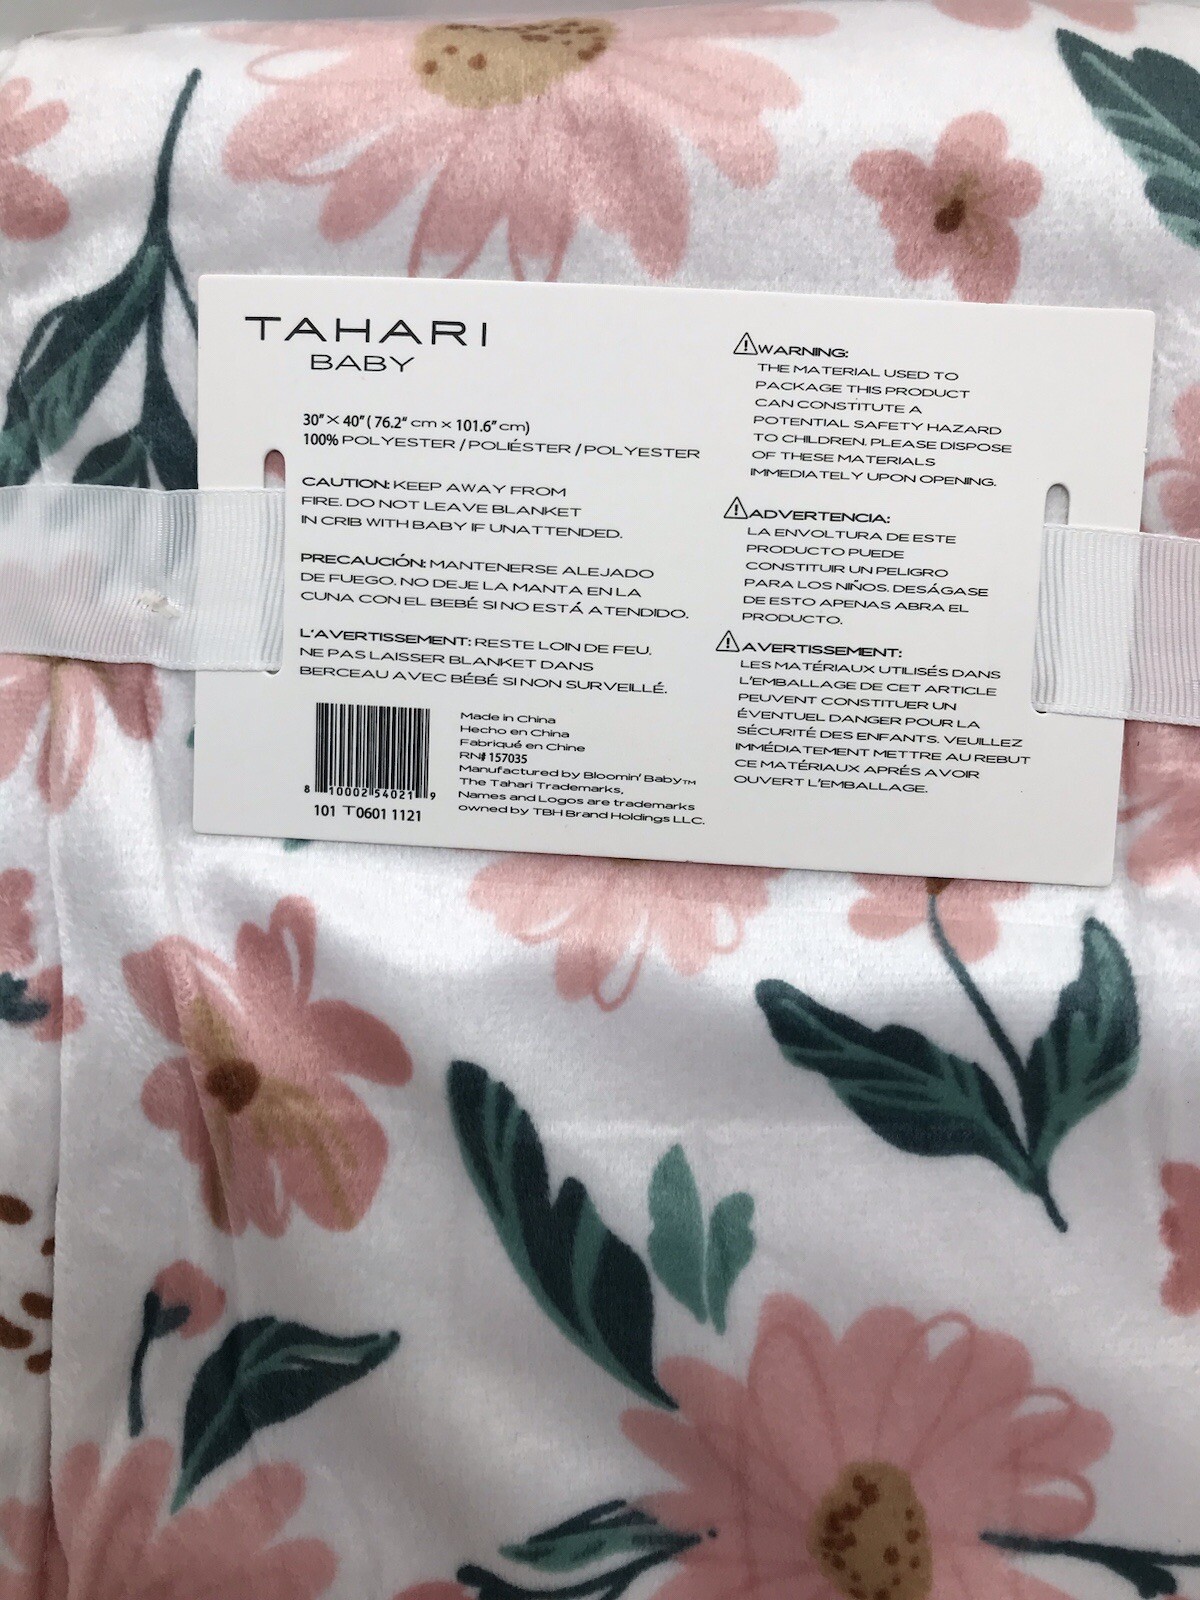 TAHARI
BABY
30” × 40” ( 76.2“ cm × 101.6” cm)
100% POLYESTER / POLIÉSTER / POLYESTER
CAUTION: KEEP AWAY FROM
FIRE. DO NOT LEAVE BLANKET
IN CRIB WITH BABY IF UNATTENDED.
PRECAUCIÓN: MANTENERSE ALEJADO
DE FUEGO. NO DEJE LA MANTA EN LA
CUNA CON EL BEBÉ SI NO ESTÁ ATENDIDO.
L'AVERTISSEMENT: RESTE LOIN DE FEU.
NE PAS LAISSER BLANKET DANS
BERCEAU AVEC BÉBÉ SI NON SURVEILLÉ.
8 10002 54021 9
101 T0601 1121
Made in China
Hecho en China
Fabriqué en Chine
RN# 157035
Manufactured by Bloomin' Baby™
The Tahari Trademarks,
Names and Logos are trademarks
owned by TBH Brand Holdings LLC.
WARNING:
THE MATERIAL USED TO
PACKAGE THIS PRODUCT
CAN CONSTITUTE A
POTENTIAL SAFETY HAZARD
TO CHILDREN. PLEASE DISPOSE
OF THESE MATERIALS
IMMEDIATELY UPON OPENING.
ADVERTENCIA:
LA ENVOLTURA DE ESTE
PRODUCTO PUEDE
CONSTITUIR UN PELIGRO
PARA LOS NIÑOS. DESÁGASE
DE ESTO APENAS ABRA EL
PRODUCTO.
AVERTISSEMENT:
LES MATÉRIAUX UTILISÉS DANS
L'EMBALLAGE DE CET ARTICLE
PEUVENT CONSTITUER UN
ÉVENTUEL DANGER POUR LA
SÉCURITÉ DES ENFANTS. VEUILLEZ
IMMÉDIATEMENT METTRE AU REBUT
CE MATÉRIAUX APRÉS AVOIR
OUVERT L'EMBALLAGE.